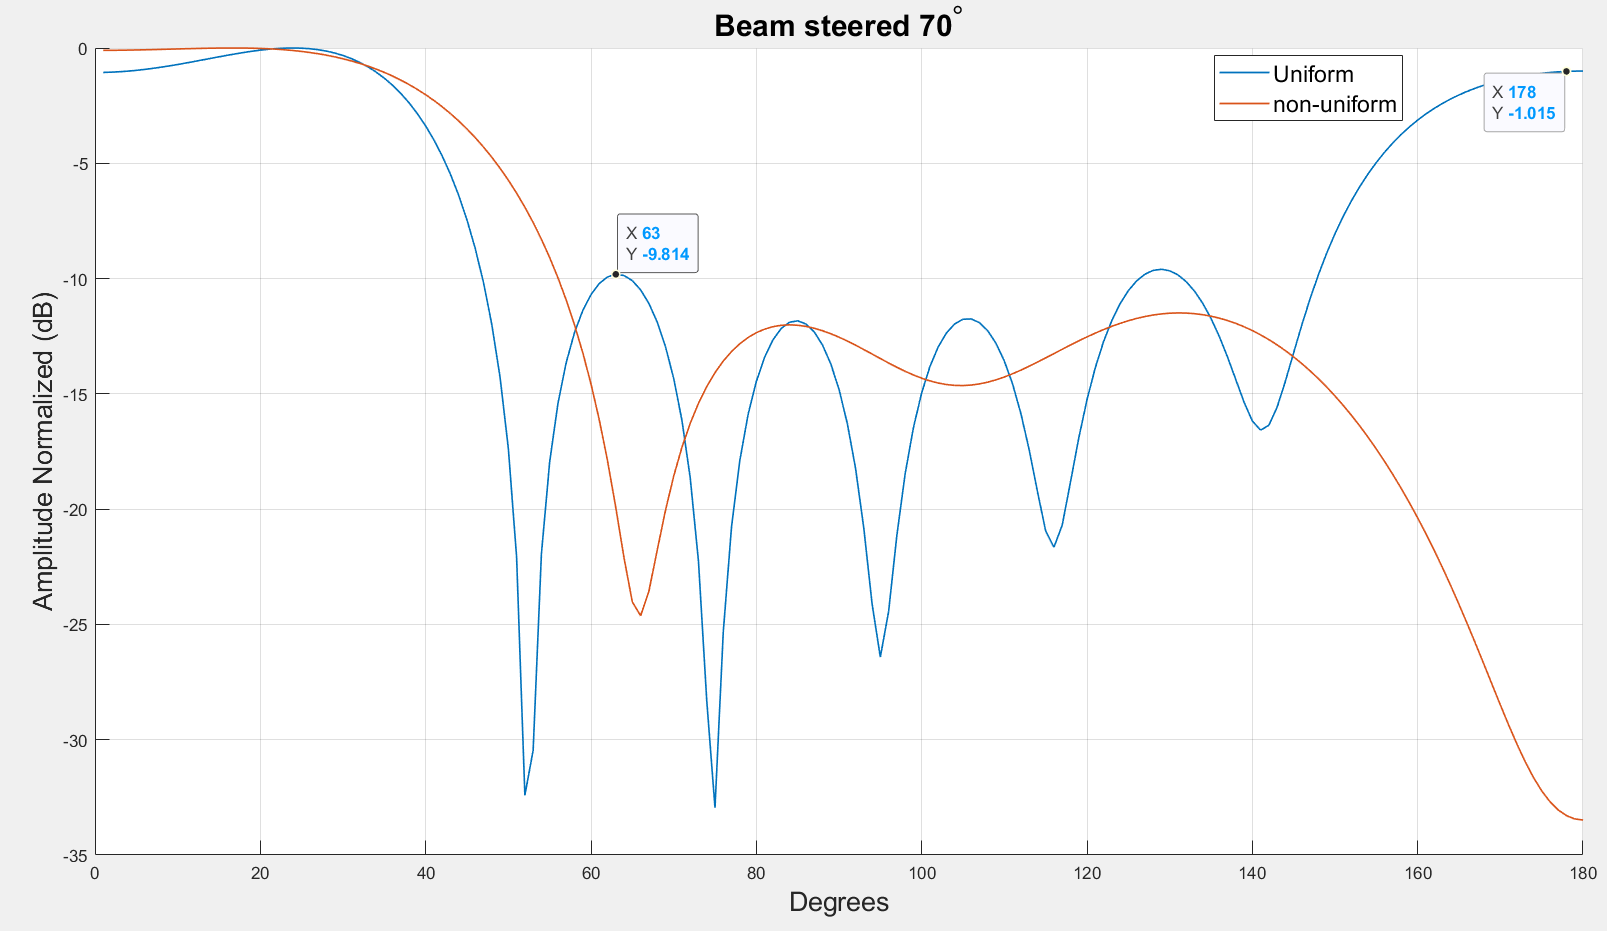 Beam steered 70°
Uniform
non-uniform
X 178
Y -1.015
X 63
Y -9.814
0
-5
-10
-15
-20
-25
-30
-35
Amplitude Normalized (dB)
0 20 40 60 80 100 120 140 160 180
Degrees